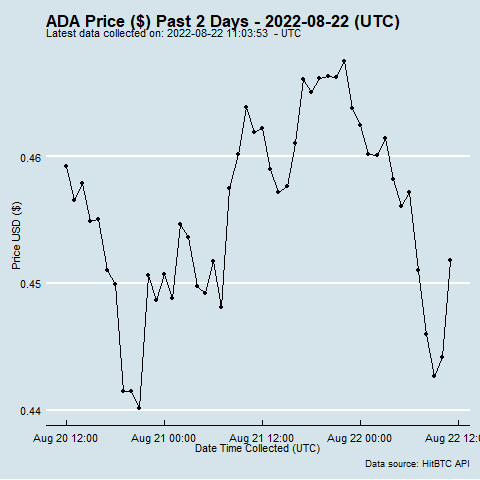 ADA Price ($) Past 2 Days - 2022-08-22 (UTC)
Latest data collected on: 2022-08-22 11:03:53 - UTC
0.46
0.45
0.44
Price USD ($)
Aug 20 12:00 Aug 21 00:00 Aug 21 12:00 Aug 22 00:00 Aug 22 12:0
Date Time Collected (UTC)
Data source: HitBTC API